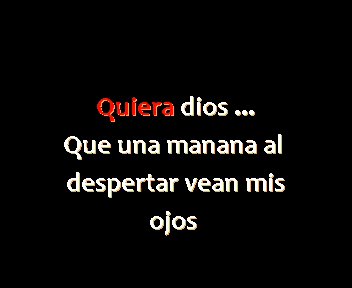 Quiera dios ...
Que una manana al
despertar vean mis
ojos